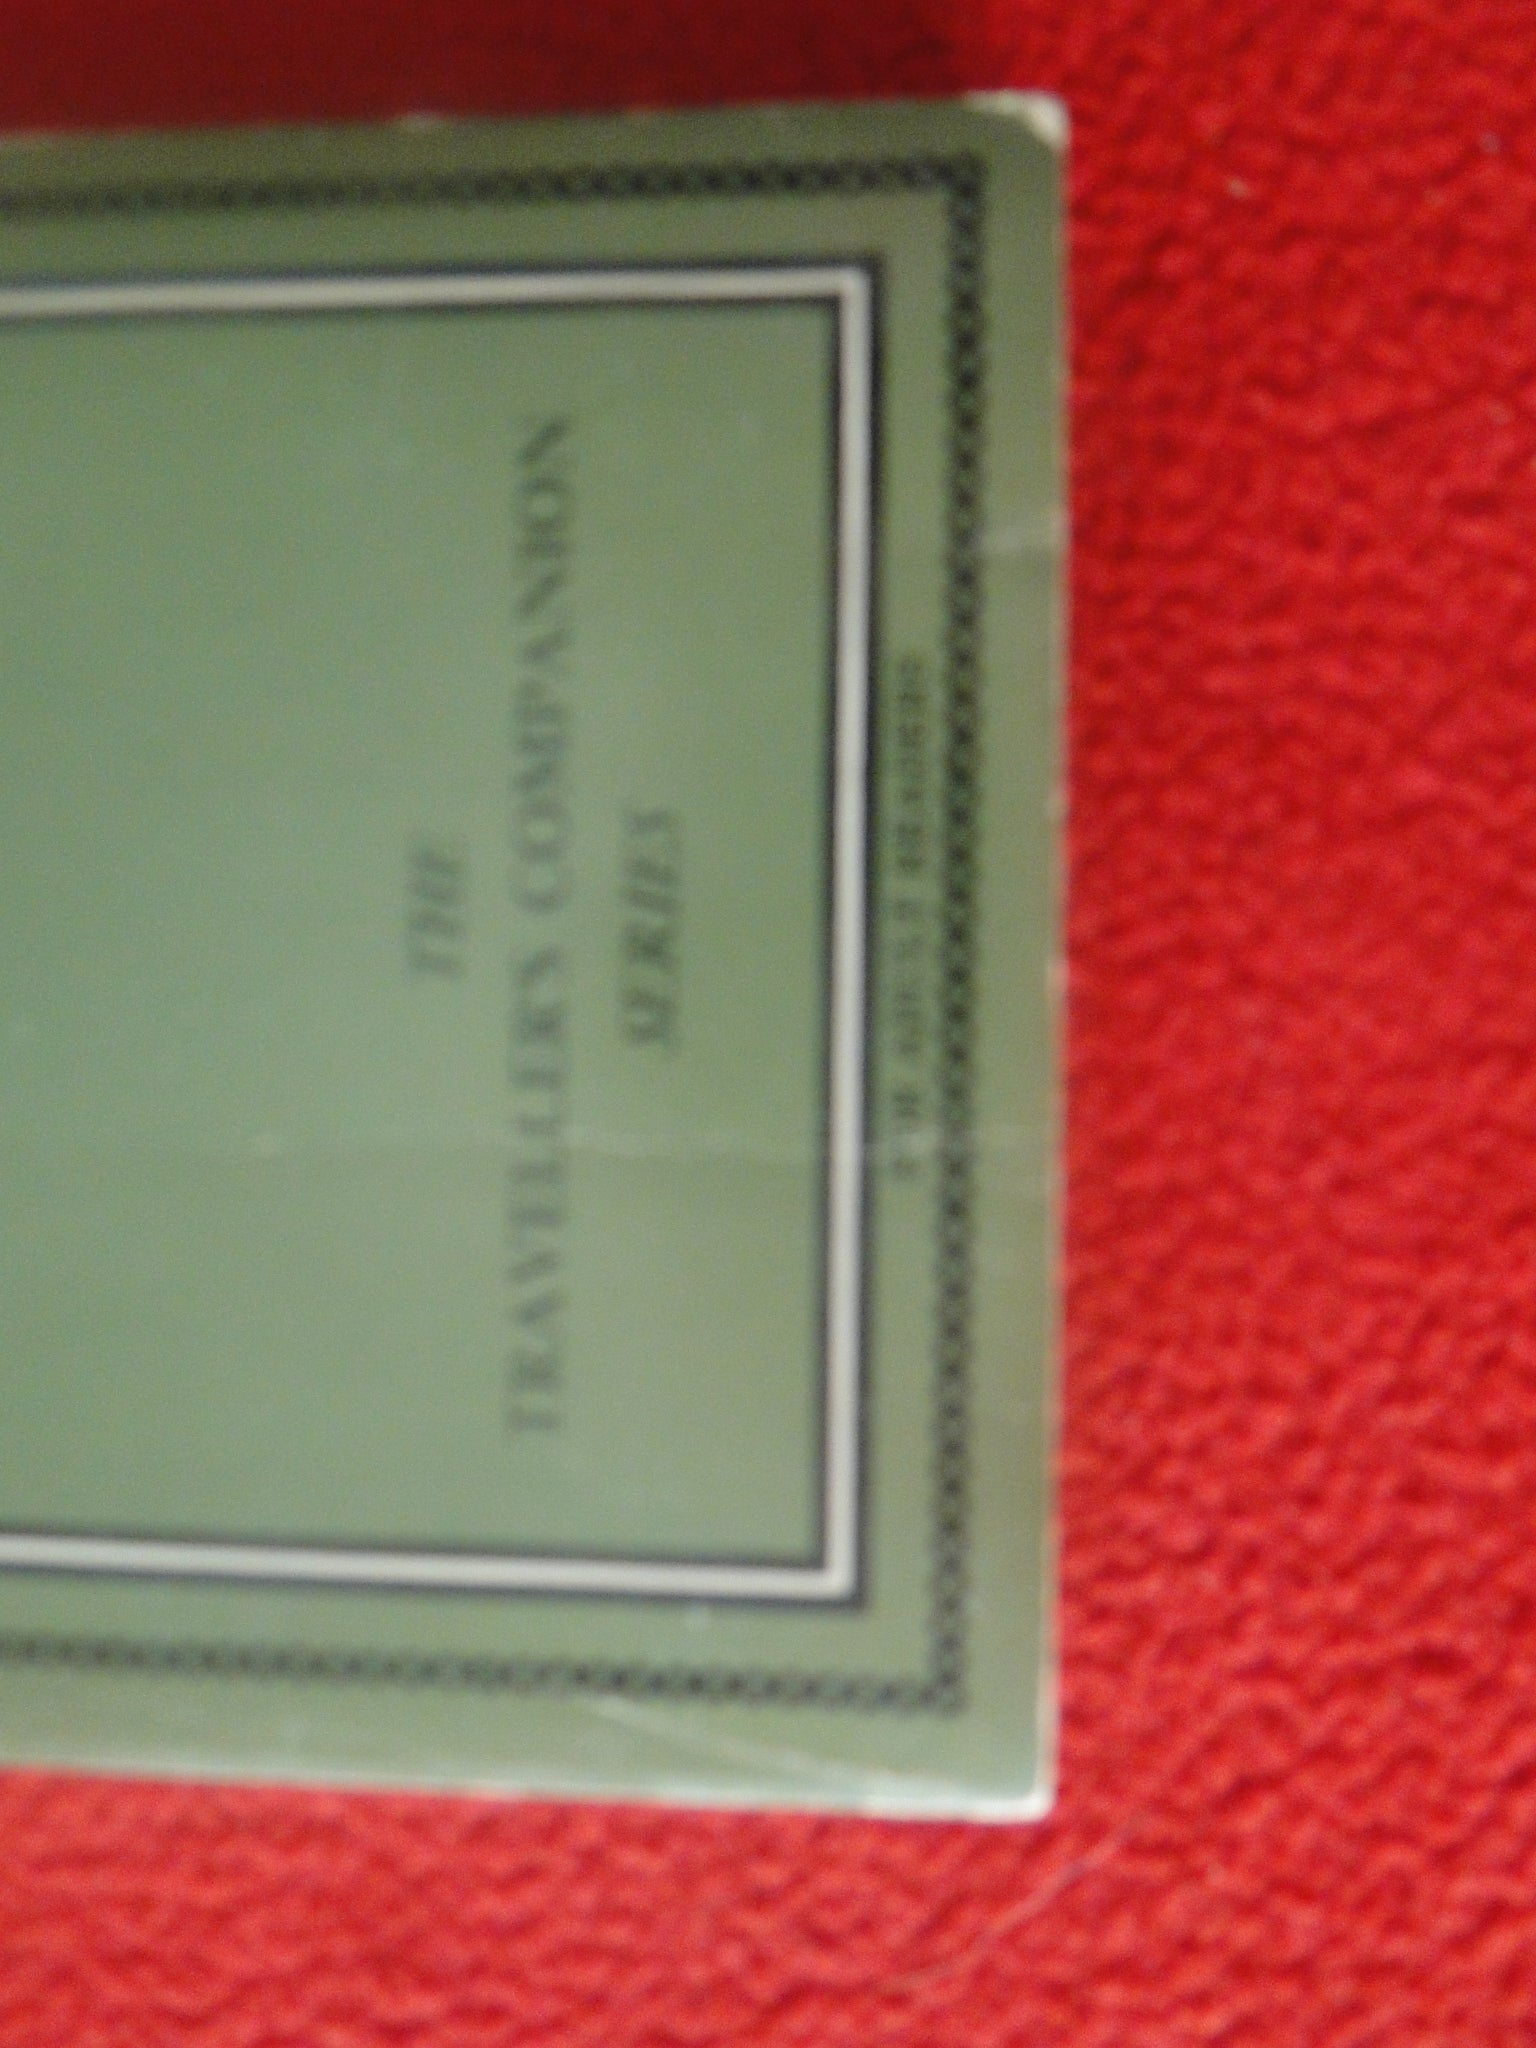 THE
TRAVELLER'S COMPANION
SERIES